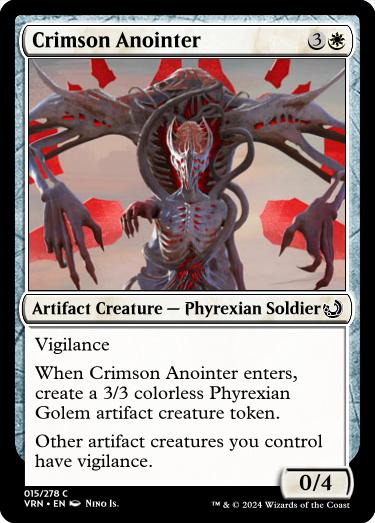 Crimson Anointer 3
Artifact Creature — Phyrexian Soldier
Vigilance
When Crimson Anointer enters,
create a 3/3 colorless Phyrexian
Golem artifact creature token.
Other artifact creatures you control
have vigilance.
0/4
015/278 C
VRN • EN Nino Is. ™ & © 2024 Wizards of the Coast